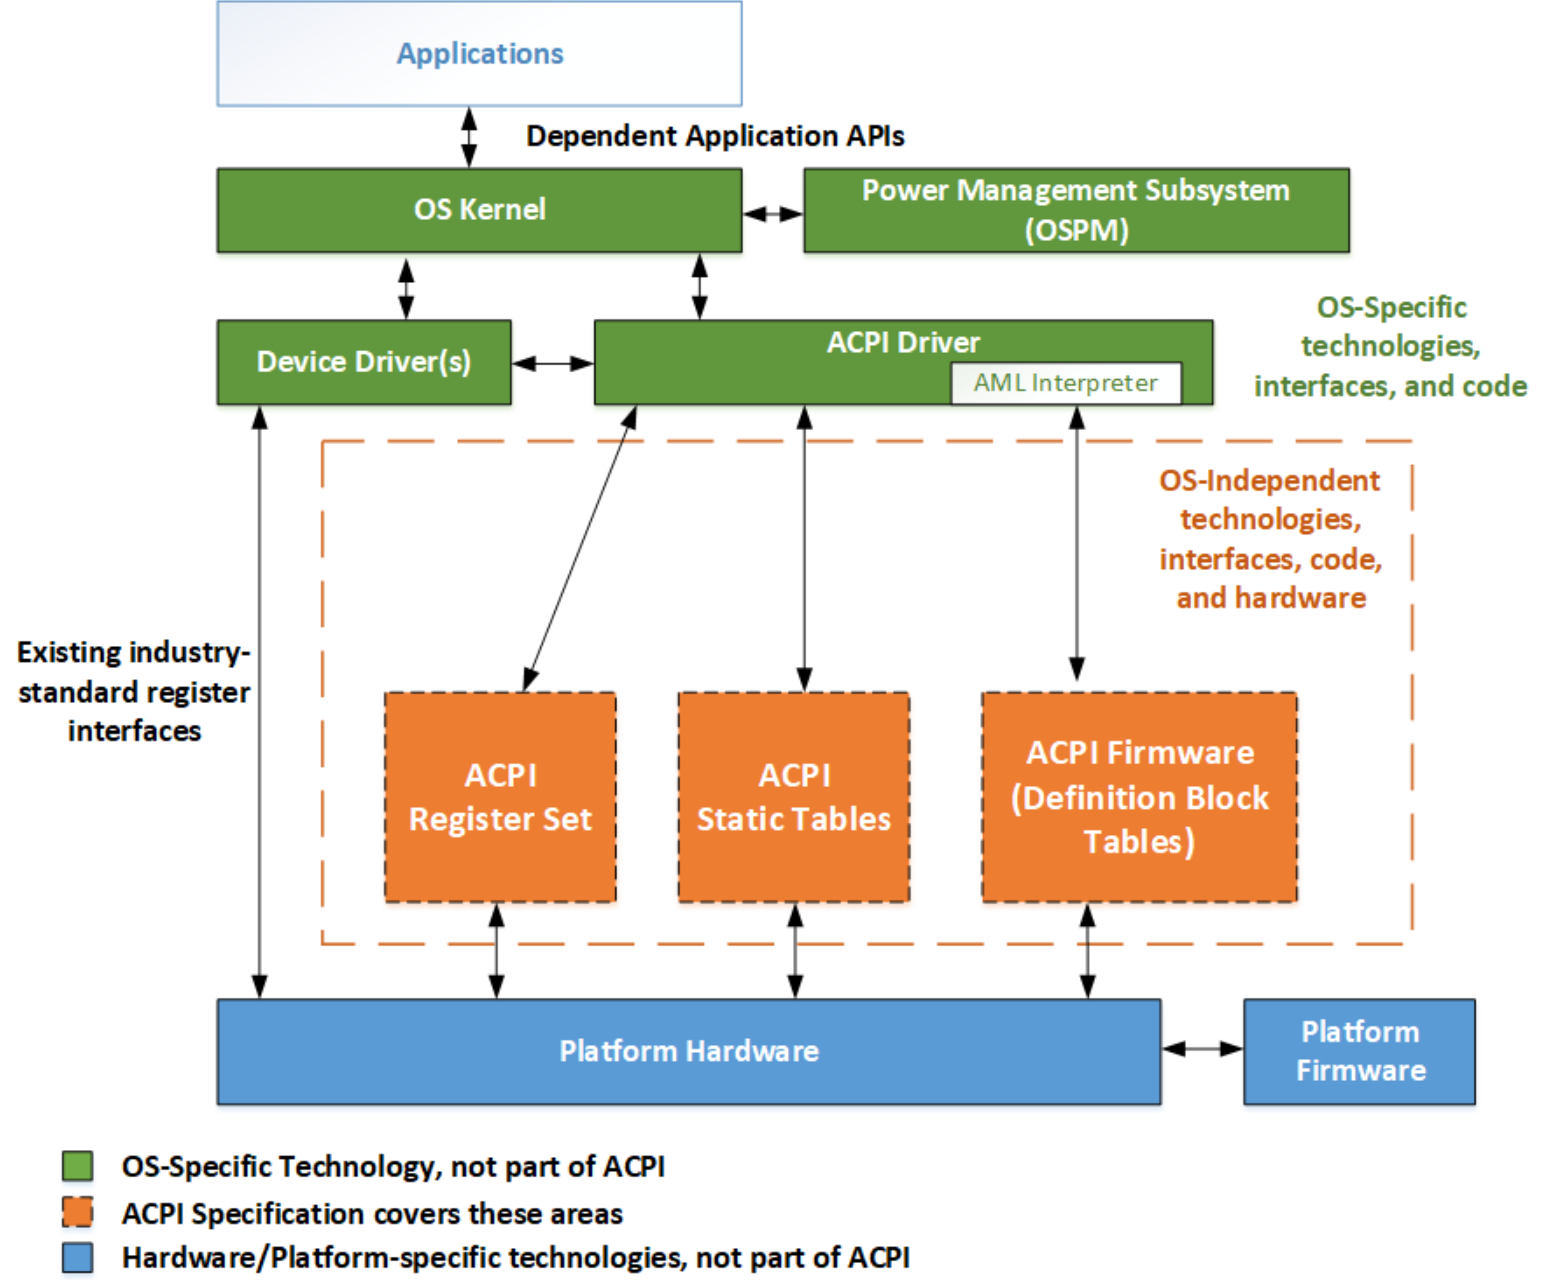 Applications
Dependent Application APIs
OS Kernel
Power Management Subsystem
(OSPM)
Device Driver(s)
ACPI Driver
AML Interpreter
OS-Specific
technologies,
interfaces, and code
OS-Independent
technologies,
interfaces, code,
and hardware
Existing industry-
standard register
interfaces
ACPI
Register Set
ACPI
Static Tables
ACPI Firmware
(Definition Block
Tables)
Platform Hardware
Platform
Firmware
OS-Specific Technology, not part of ACPI
ACPI Specification covers these areas
Hardware/Platform-specific technologies, not part of ACPI